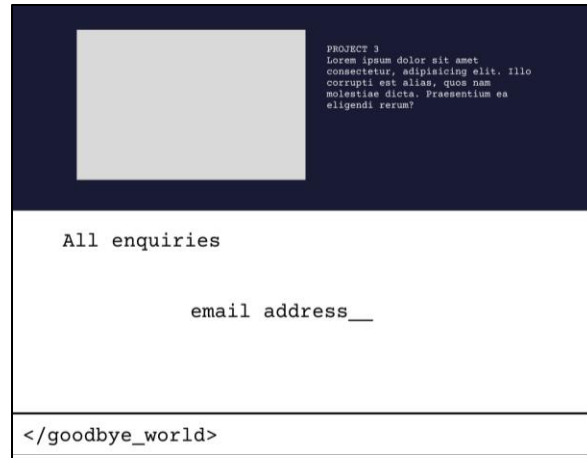 PROJECT 3
Lorem ipsum dolor sit amet
consectetur, adipisicing elit. Illo
corrupti est alias, quos nam
molestiae dicta. Praesentium ea
eligendi rerum?
All enquiries
email address__
</goodbye_world>